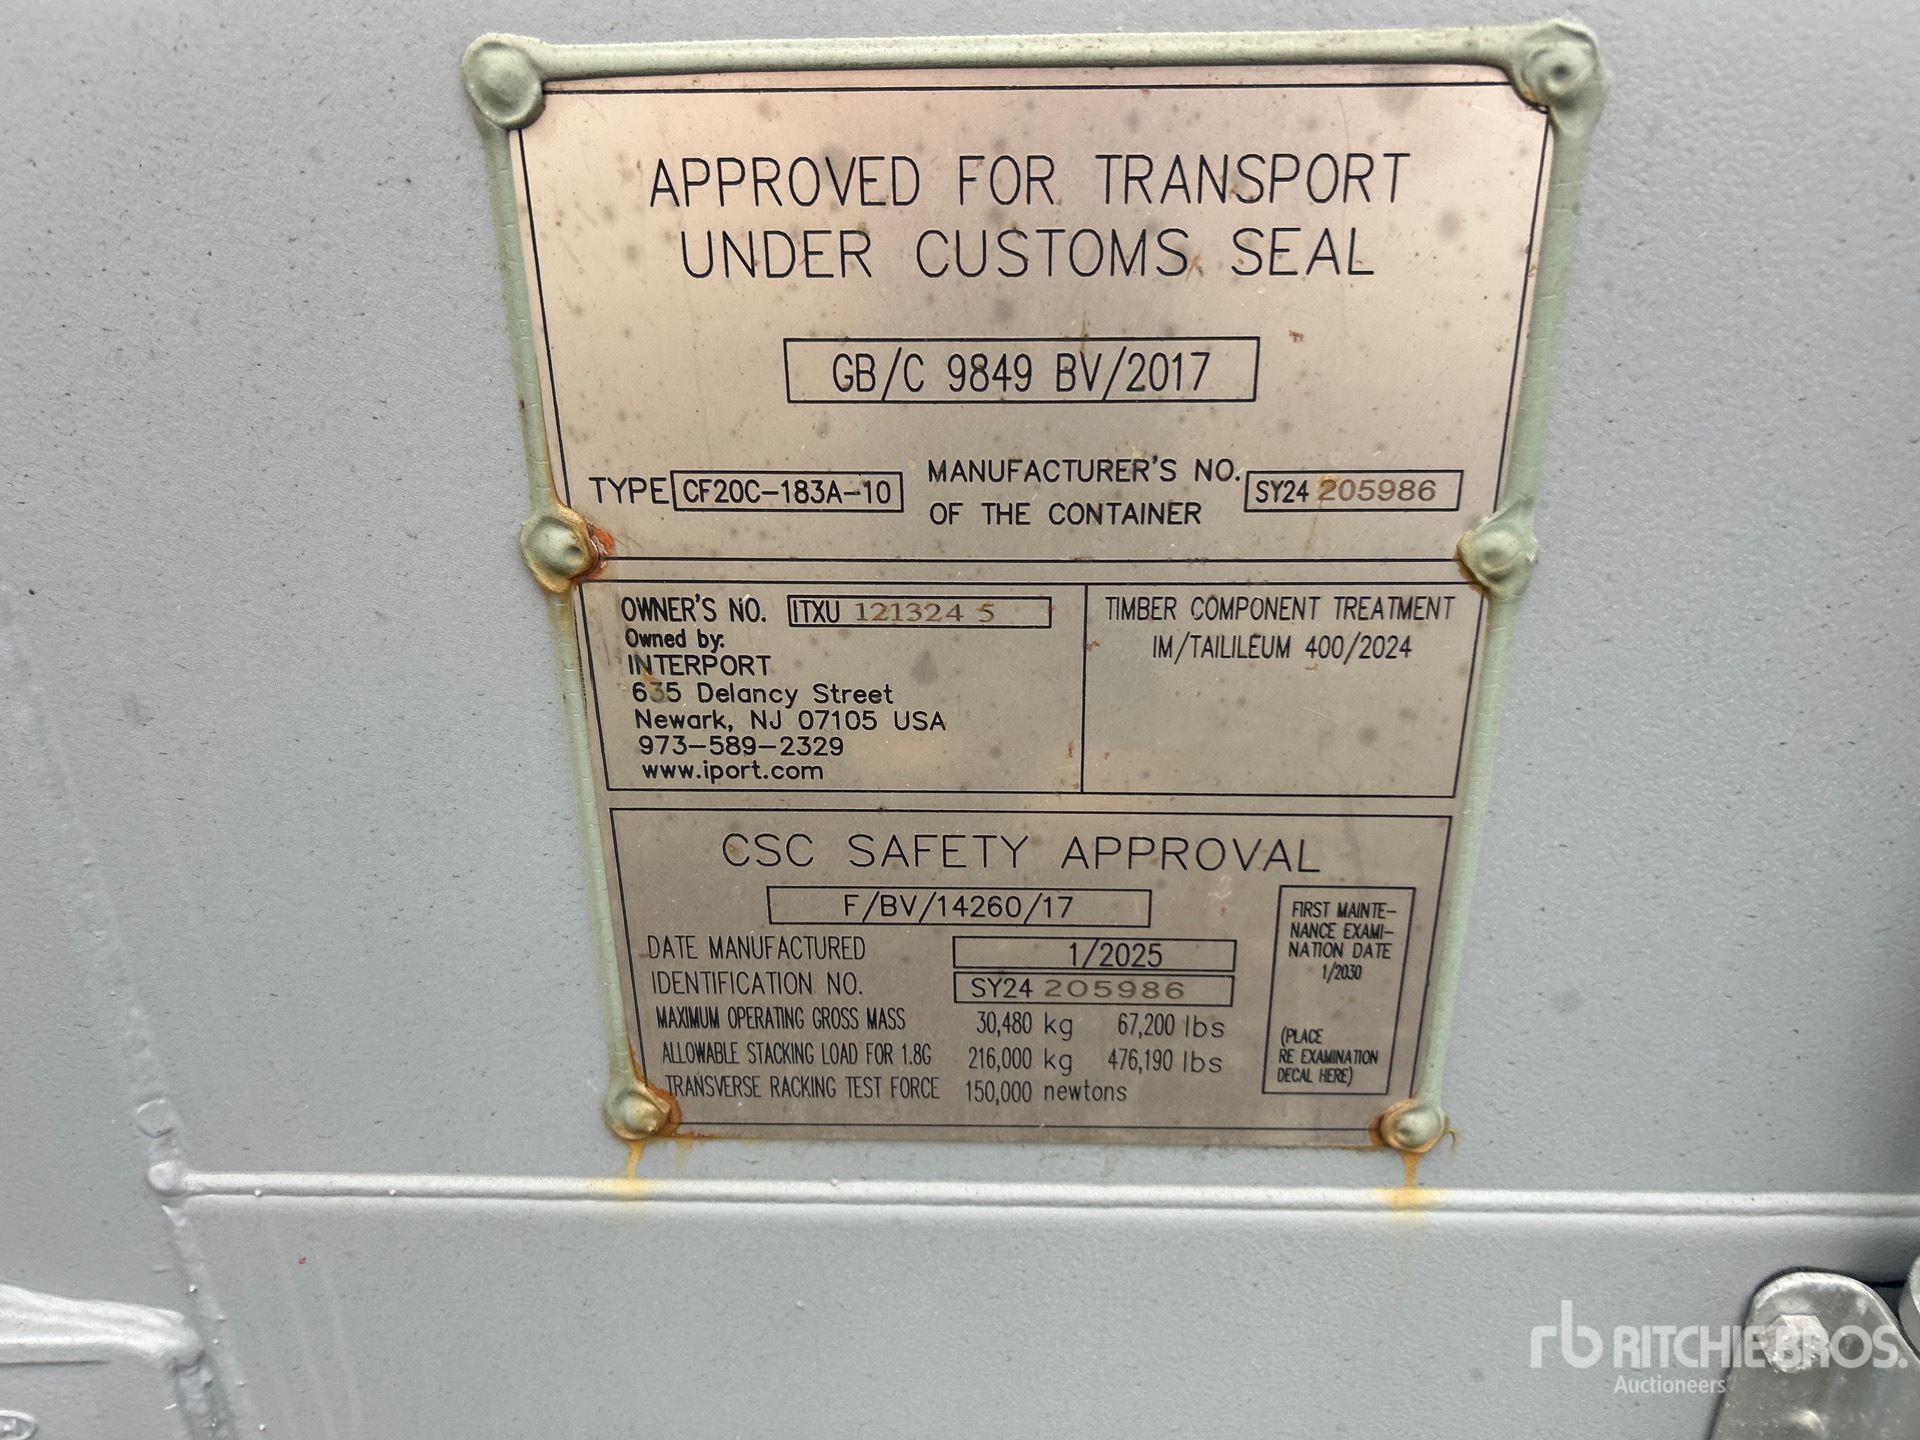 APPROVED FOR TRANSPORT
UNDER CUSTOMS SEAL
GB/C 9849 BV/2017
TYPE CF20C-183A-10 MANUFACTURER'S NO. OF THE CONTAINER SY24 205986
OWNER'S NO. ITXU 121324 5
Owned by:
INTERPORT
635 Delancy Street
Newark, NJ 07105 USA
973-589-2329
www.iport.com
TIMBER COMPONENT TREATMENT
IM/TAILILEUM 400/2024
CSC SAFETY APPROVAL
F/BV/14260/17
DATE MANUFACTURED 1/2025
IDENTIFICATION NO. SY24 205986
MAXIMUM OPERATING GROSS MASS 30,480 kg 67,200 lbs
ALLOWABLE STACKING LOAD FOR 1.8G 216,000 kg 476,190 lbs
TRANSVERSE RACKING TEST FORCE 150,000 newtons
FIRST MAINTE-
NANCE EXAMI-
NATION DATE
1/2030
(PLACE
RE EXAMINATION
DECAL HERE)
rb RITCHIE BROS.
Auctioneers